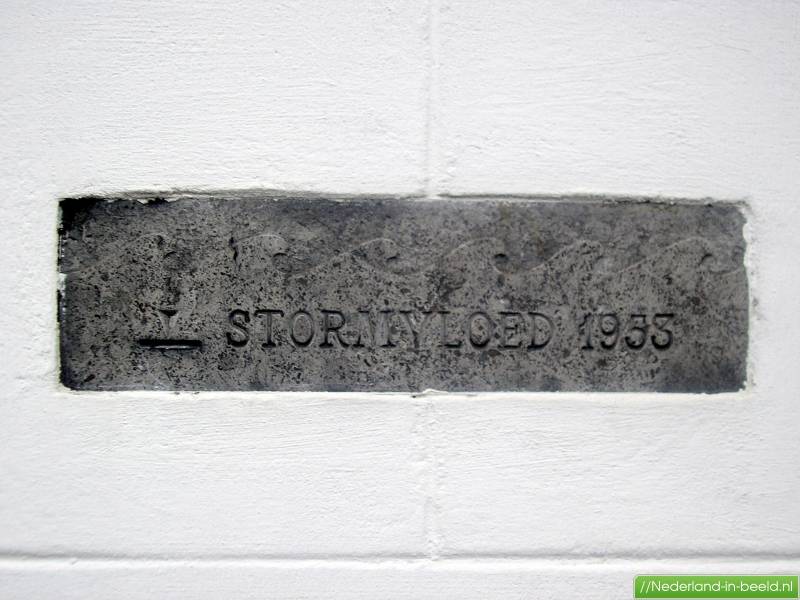 STORMVLOED 1953
//Nederland-in-beeld.nl